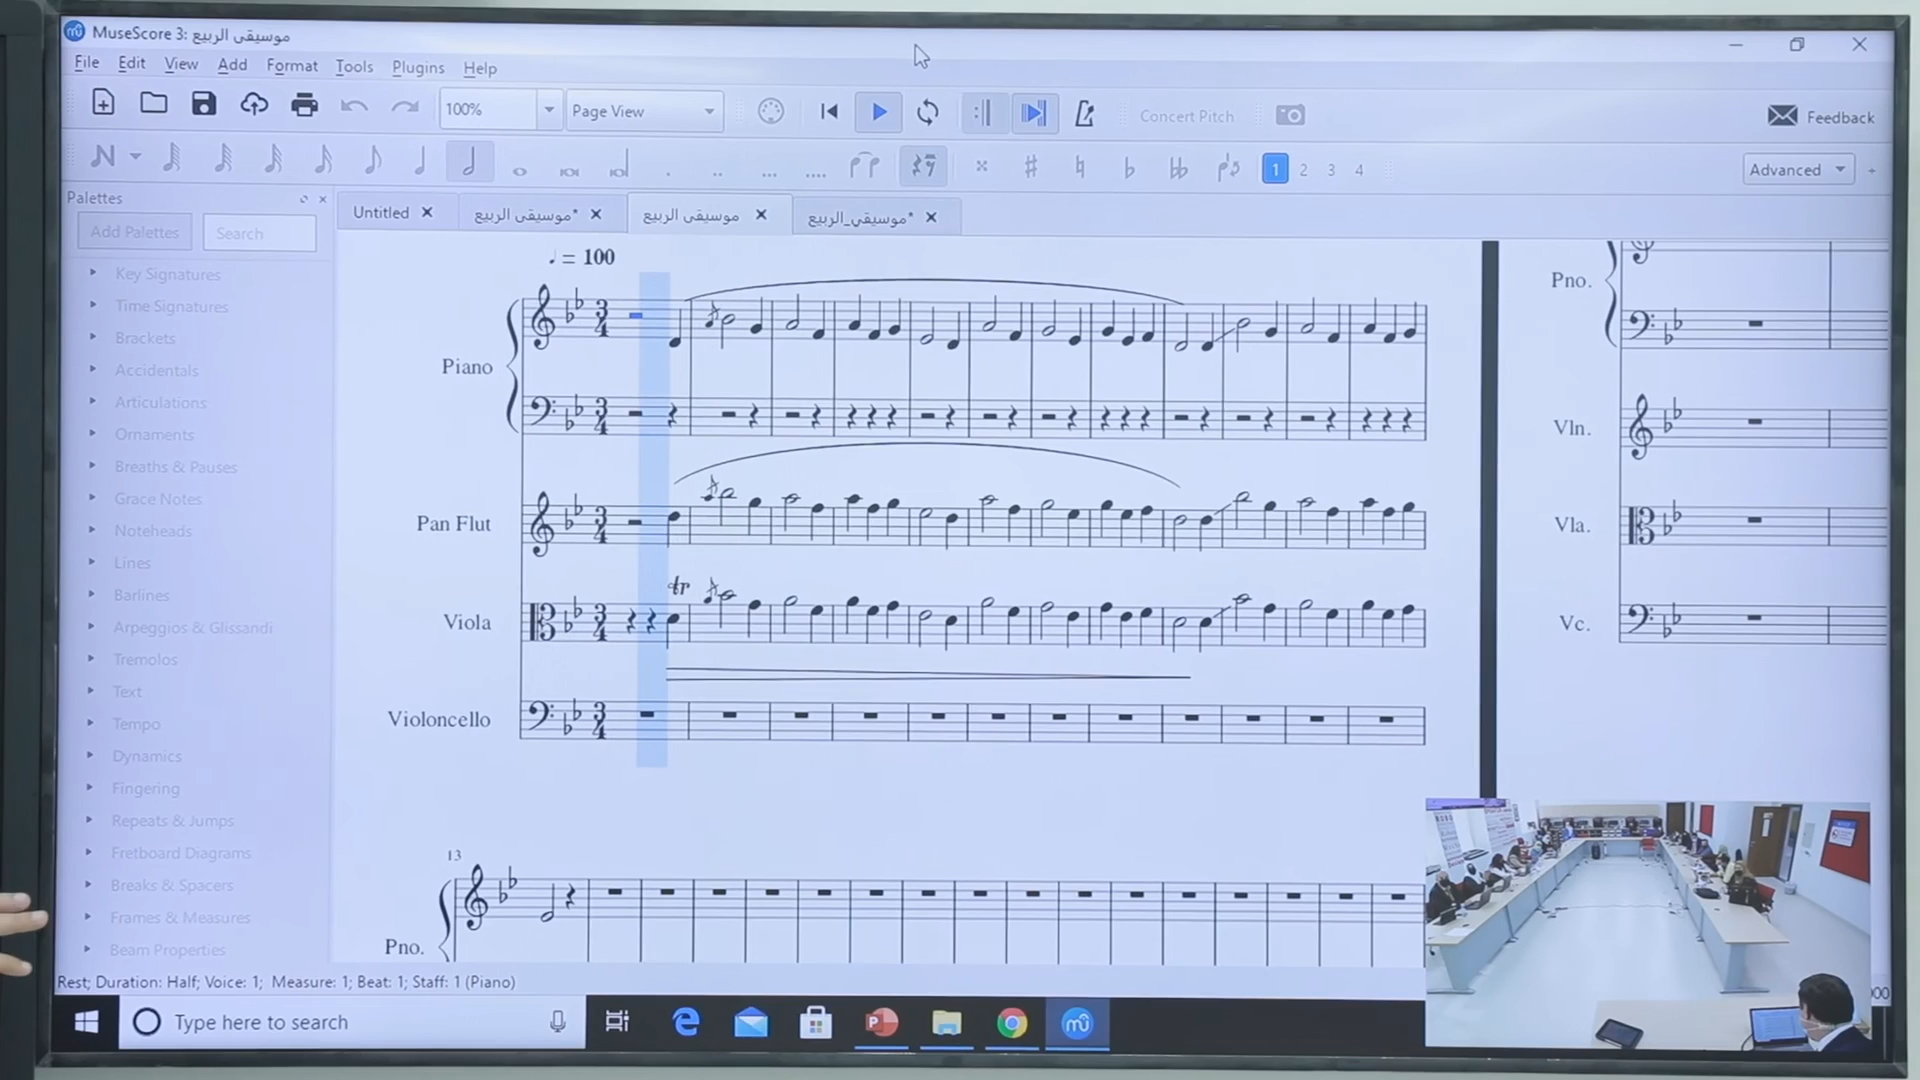 MuseScore 3: موسيقى الربيع
File Edit View Add Format Tools Plugins Help
100% Page View Concert Pitch Feedback
1 2 3 4 Advanced
Palettes
Add Palettes Search
Untitled موسيقى الربيع* موسيقى الربيع موسيقى_الربيع*
Key Signatures
Time Signatures
Brackets
Accidentals
Articulations
Ornaments
Breaths & Pauses
Grace Notes
Noteheads
Lines
Barlines
Arpeggios & Glissandi
Tremolos
Text
Tempo
Dynamics
Fingering
Repeats & Jumps
Fretboard Diagrams
Breaks & Spacers
Frames & Measures
Beam Properties
= 100
Piano
Pan Flut
Viola
tr
Violoncello
13
Pno.
Pno.
Vln.
Vla.
Vc.
Rest; Duration: Half; Voice: 1; Measure: 1; Beat: 1; Staff: 1 (Piano)
Type here to search